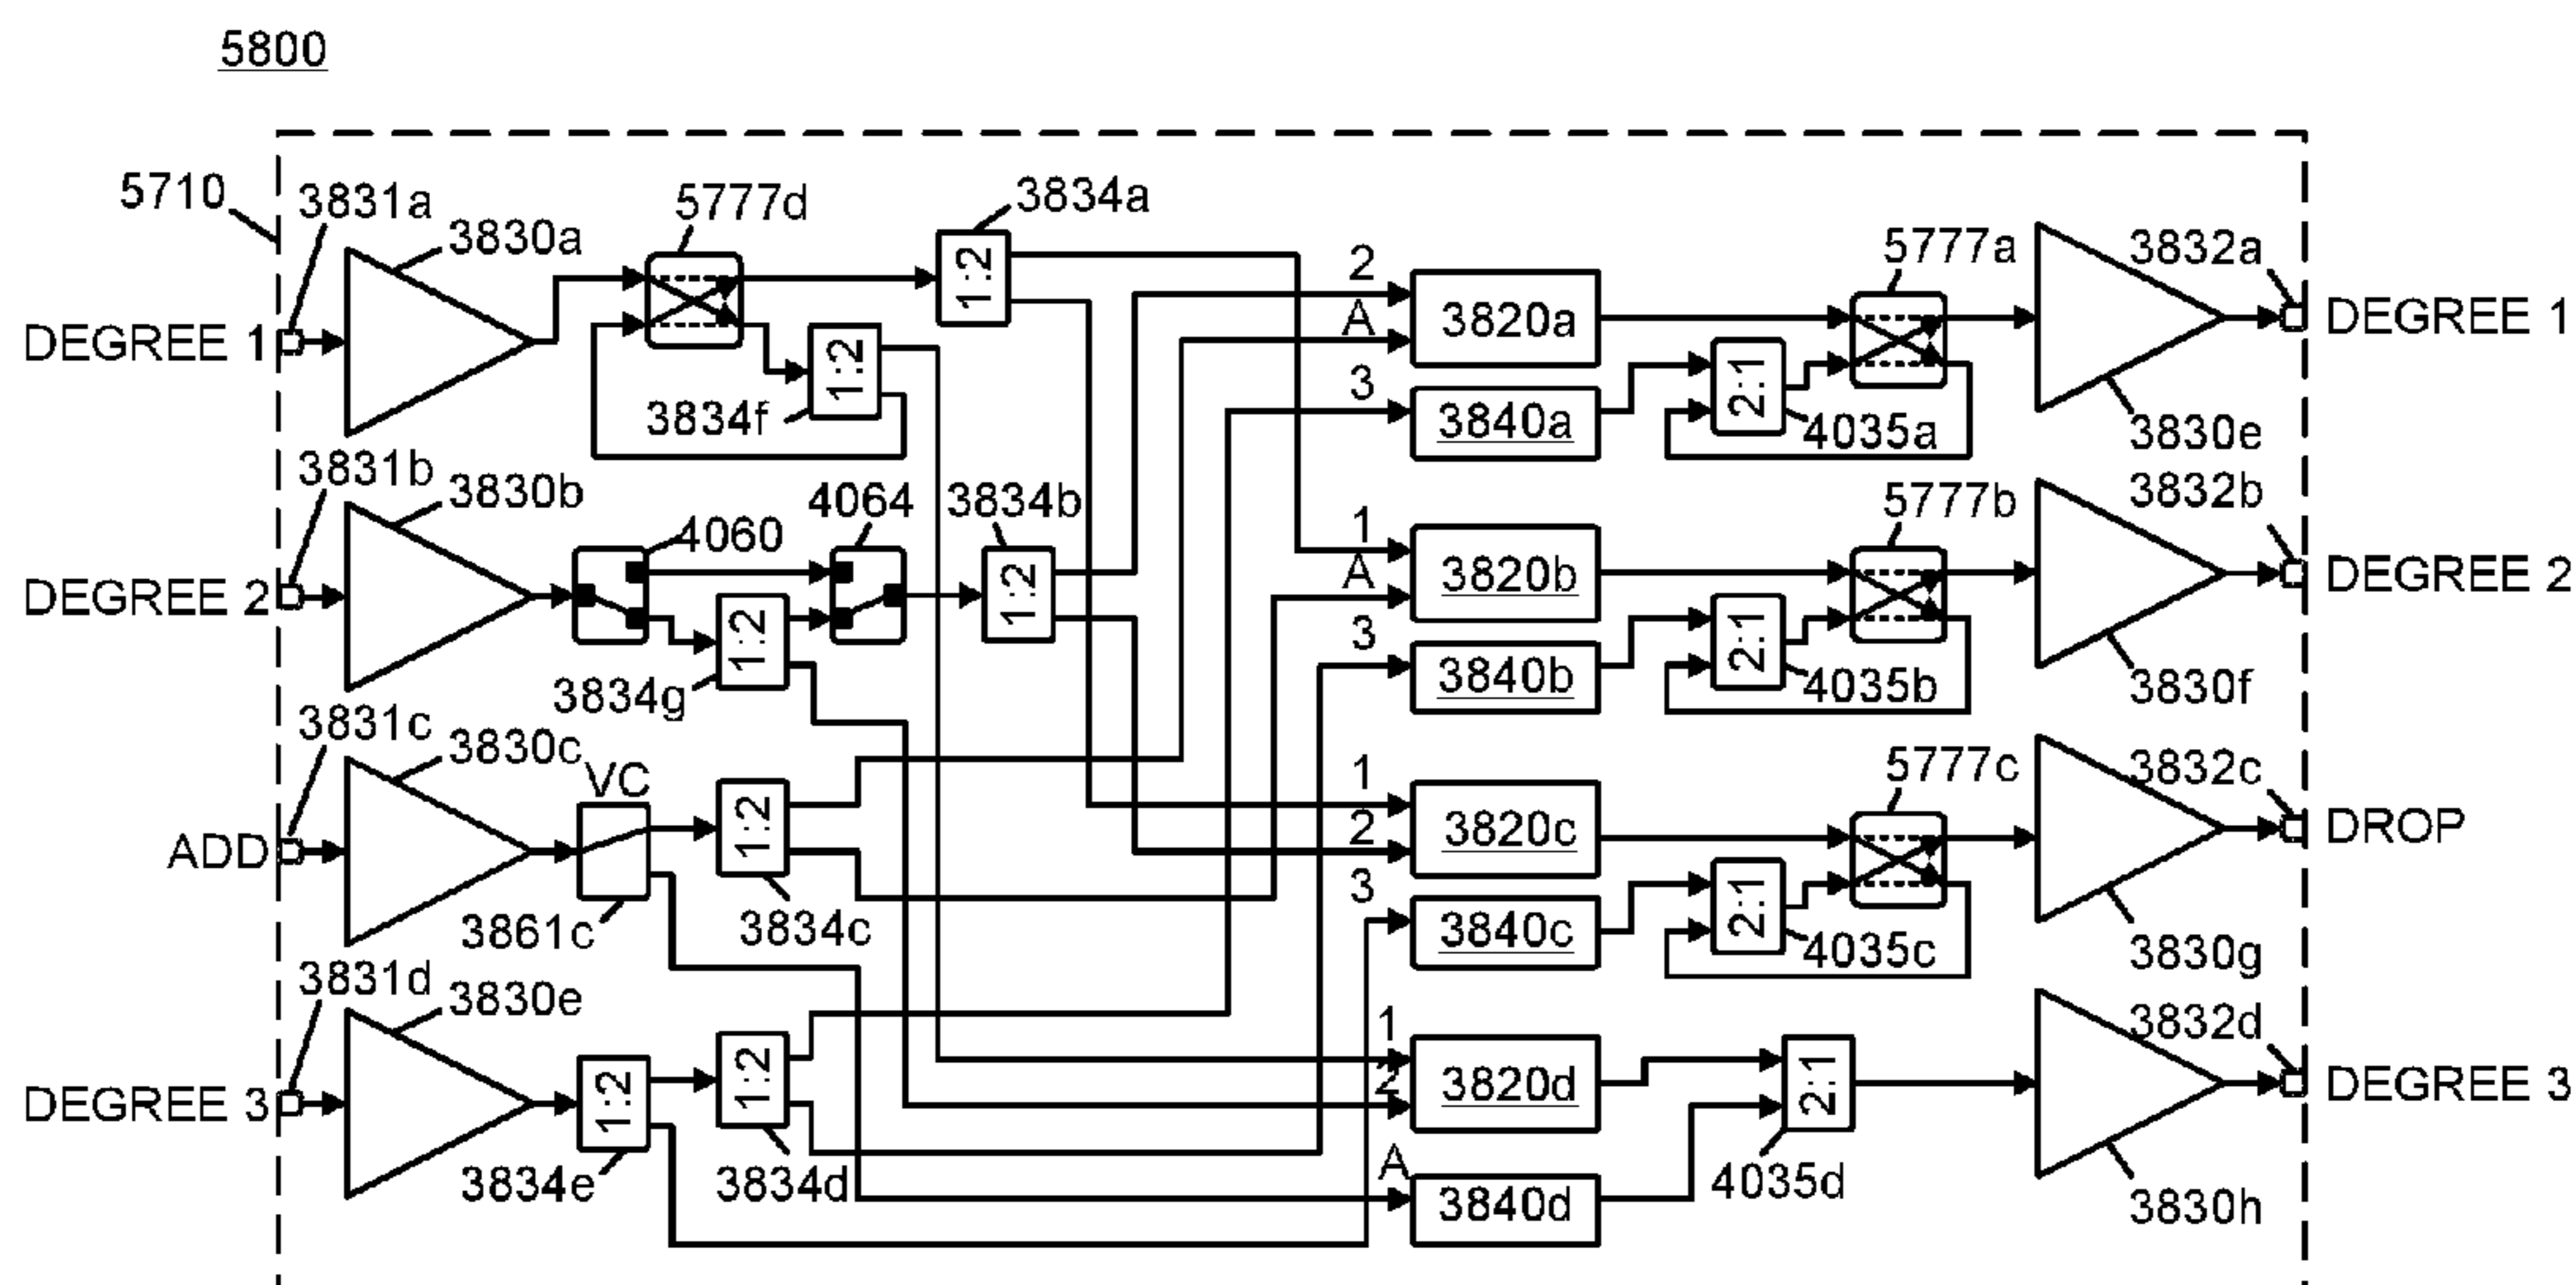 5800
5710
3831a
3830a
5777d
3834a
5777a
3832a
DEGREE 1
1:2
1:2
3834f
2
A
3
3820a
3840a
2:1
4035a
3830e
DEGREE 1
3831b
3830b
4060
4064
3834b
5777b
3832b
DEGREE 2
1:2
1:2
3834g
1
A
3
3820b
3840b
2:1
4035b
3830f
DEGREE 2
3831c
3830c
VC
5777c
3832c
ADD
1:2
3861c
3834c
1
2
3
3820c
3840c
2:1
4035c
3830g
DROP
3831d
3830e
3832d
DEGREE 3
1:2
1:2
3834e
3834d
1
2
A
3820d
3840d
2:1
4035d
3830h
DEGREE 3